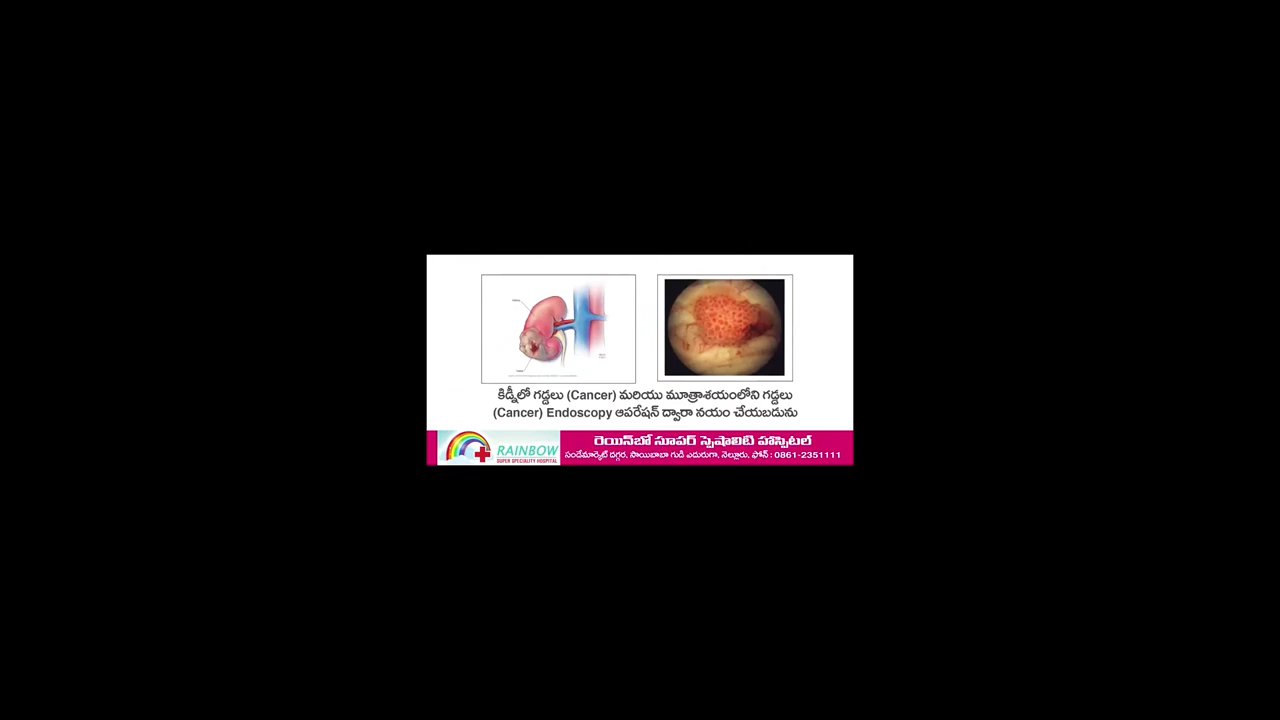 కిడ్నీలో గడ్డలు (Cancer) మరియు మూత్రాశయంలోని గడ్డలు
(Cancer) Endoscopy ఆపరేషన్ ద్వారా నయం చేయబడును
RAINBOW
SUPER SPECIALITY HOSPITAL
రెయిన్‌బో సూపర్ స్పెషాలిటి హాస్పిటల్
సండేమార్కెట్ దగ్గర, సాయిబాబా గుడి ఎదురుగా, నెల్లూరు. ఫోన్ : 0861-2351111